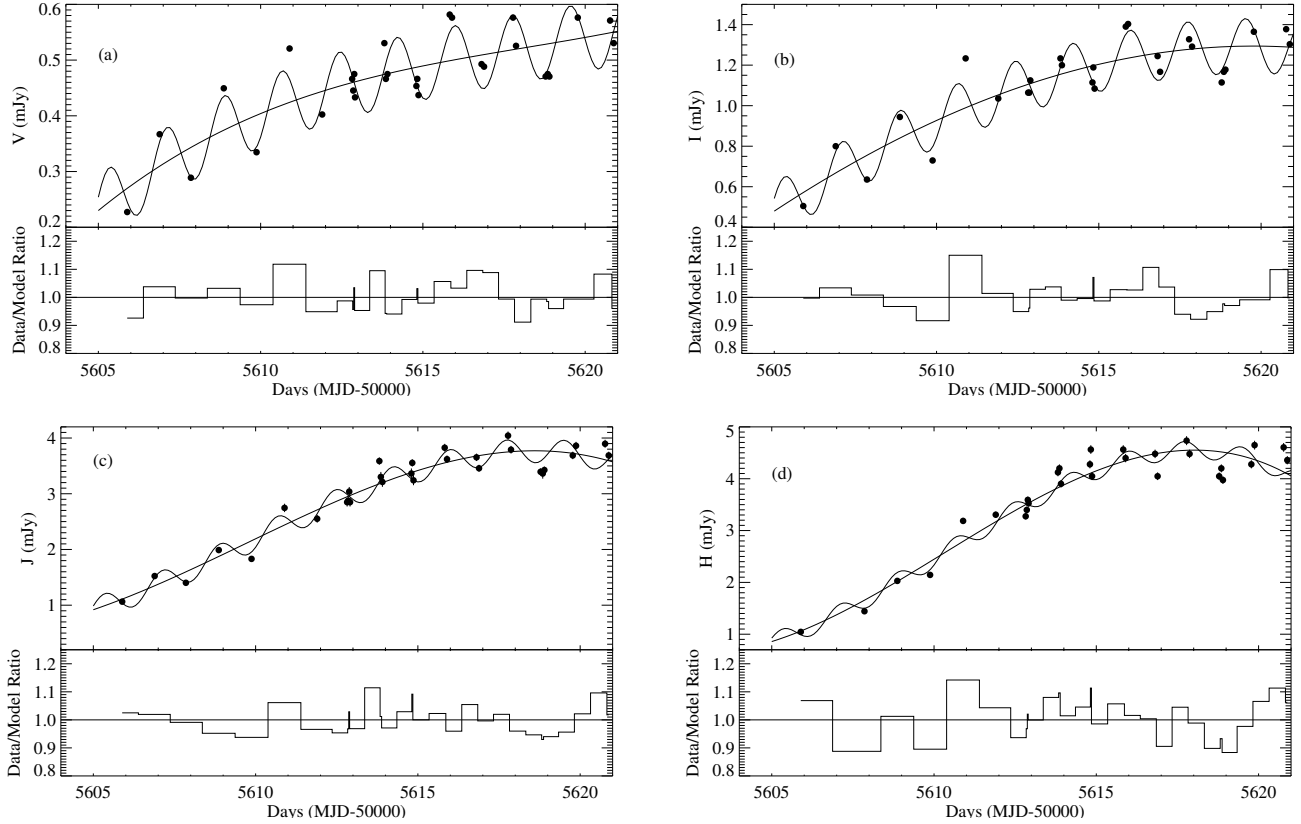 0.6
0.5
0.4
0.3
0.2
V (mJy)
(a)
1.2
1.1
1.0
0.9
0.8
Data/Model Ratio
5605 5610 5615 5620
Days (MJD-50000)
1.4
1.2
1.0
0.8
0.6
0.4
I (mJy)
(b)
1.2
1.1
1.0
0.9
0.8
Data/Model Ratio
5605 5610 5615 5620
Days (MJD-50000)
4
3
2
1
J (mJy)
(c)
1.2
1.1
1.0
0.9
0.8
Data/Model Ratio
5605 5610 5615 5620
Days (MJD-50000)
5
4
3
2
1
H (mJy)
(d)
1.2
1.1
1.0
0.9
0.8
Data/Model Ratio
5605 5610 5615 5620
Days (MJD-50000)